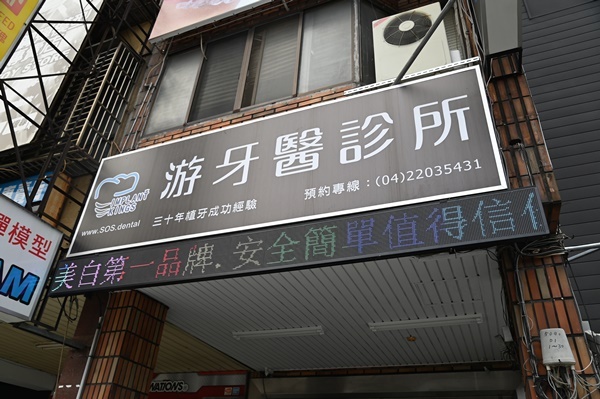 游牙醫診所
IMPLANT
KINGS
www.SOS.dental
三十年植牙成功經驗
預約專線：(04)22035431
美白第一品牌.安全簡單值得信
模型
AM
NATIONS